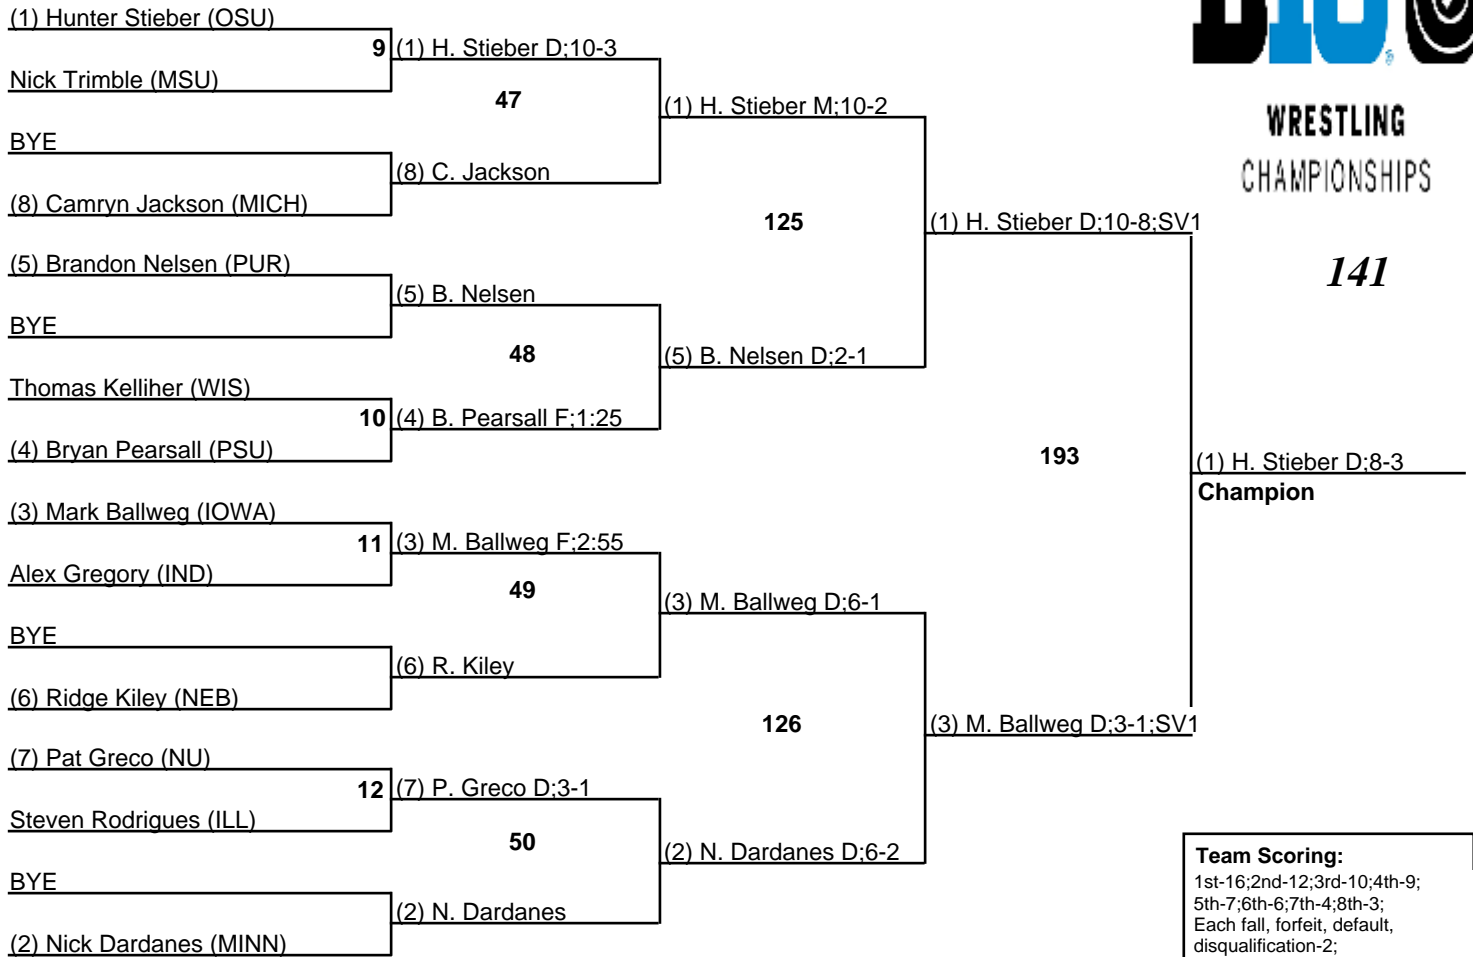 (1) Hunter Stieber (OSU)
9 (1) H. Stieber D;10-3
Nick Trimble (MSU)
47
(1) H. Stieber M;10-2
BYE
(8) C. Jackson
(8) Camryn Jackson (MICH)
125
(1) H. Stieber D;10-8;SV1
(5) Brandon Nelsen (PUR)
(5) B. Nelsen
BYE
48
(5) B. Nelsen D;2-1
Thomas Kelliher (WIS)
10 (4) B. Pearsall F;1:25
(4) Bryan Pearsall (PSU)
193
(1) H. Stieber D;8-3
Champion
(3) Mark Ballweg (IOWA)
11 (3) M. Ballweg F;2:55
Alex Gregory (IND)
49
(3) M. Ballweg D;6-1
BYE
(6) R. Kiley
(6) Ridge Kiley (NEB)
126
(3) M. Ballweg D;3-1;SV1
(7) Pat Greco (NU)
12 (7) P. Greco D;3-1
Steven Rodrigues (ILL)
50
(2) N. Dardanes D;6-2
BYE
(2) N. Dardanes
(2) Nick Dardanes (MINN)
B1G
WRESTLING
CHAMPIONSHIPS
141
Team Scoring:
1st-16;2nd-12;3rd-10;4th-9;
5th-7;6th-6;7th-4;8th-3;
Each fall, forfeit, default,
disqualification-2;